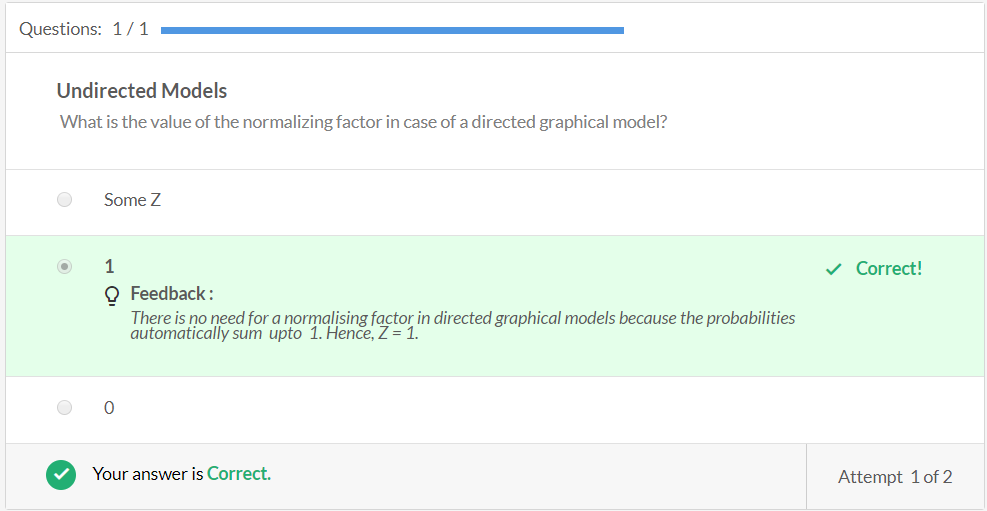 Questions: 1 / 1
Undirected Models
What is the value of the normalizing factor in case of a directed graphical model?
Some Z
1
Correct!
Feedback :
There is no need for a normalising factor in directed graphical models because the probabilities
automatically sum upto 1. Hence, Z = 1.
0
Your answer is Correct.
Attempt 1 of 2